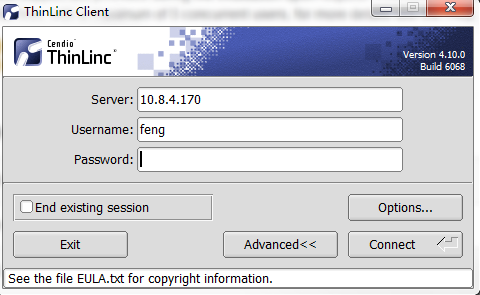 ThinLinc Client
Cendio
ThinLinc®
Version 4.10.0
Build 6068
Server: 10.8.4.170
Username: feng
Password:
End existing session
Options...
Exit
Advanced<<
Connect
See the file EULA.txt for copyright information.